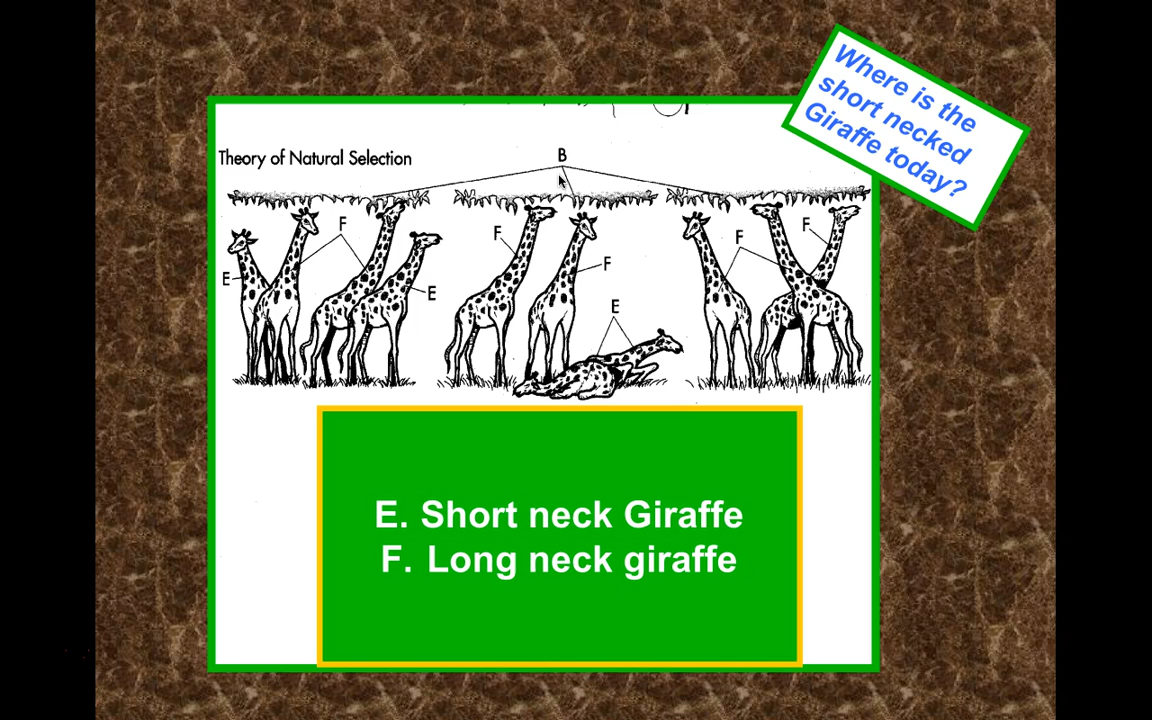 Where is the
short necked
Giraffe today?
Theory of Natural Selection
B
F
E
E
F
F
E
F
F
E. Short neck Giraffe
F. Long neck giraffe